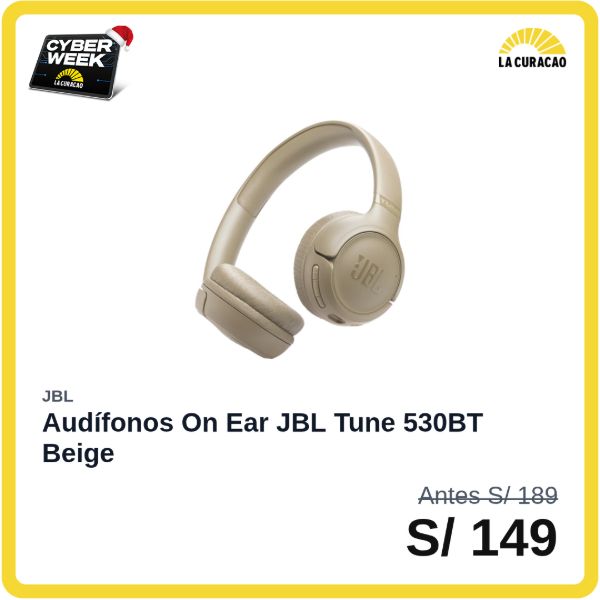 CYBER
WEEK
LA CURACAO
LA CURACAO
JBL
JBL
Audífonos On Ear JBL Tune 530BT
Beige
Antes S/ 189
S/ 149